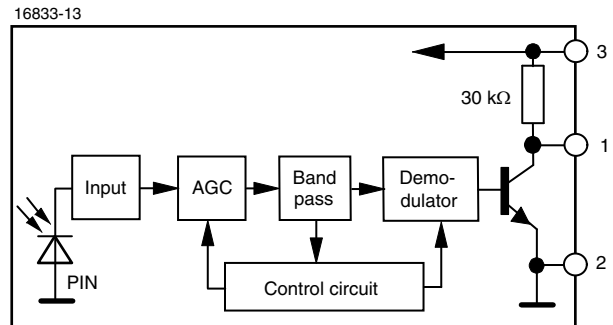 16833-13
3
30 kΩ
1
Input
AGC
Band
pass
Demo-
dulator
2
PIN
Control circuit